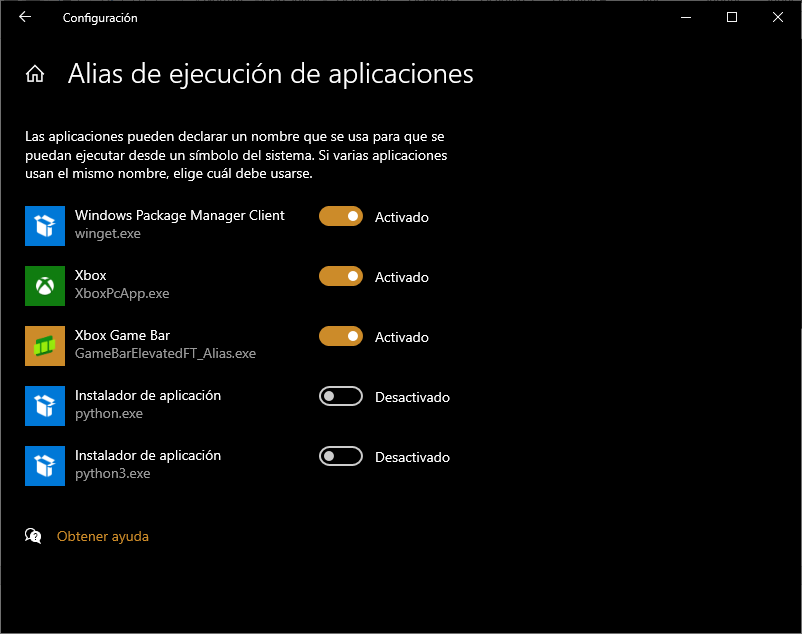 Configuración
Alias de ejecución de aplicaciones
Las aplicaciones pueden declarar un nombre que se usa para que se
puedan ejecutar desde un símbolo del sistema. Si varias aplicaciones
usan el mismo nombre, elige cuál debe usarse.
Windows Package Manager Client
winget.exe
Activado
Xbox
XboxPcApp.exe
Activado
Xbox Game Bar
GameBarElevatedFT_Alias.exe
Activado
Instalador de aplicación
python.exe
Desactivado
Instalador de aplicación
python3.exe
Desactivado
Obtener ayuda